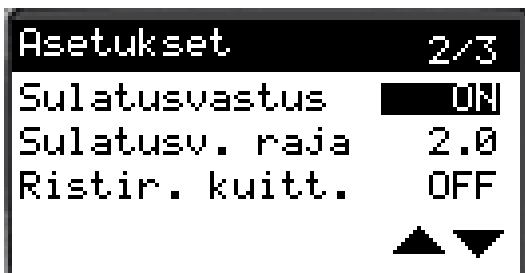 Asetukset 2/3
Sulatusvastus ON
Sulatusv. raja 2.0
Ristir. kuitt. OFF